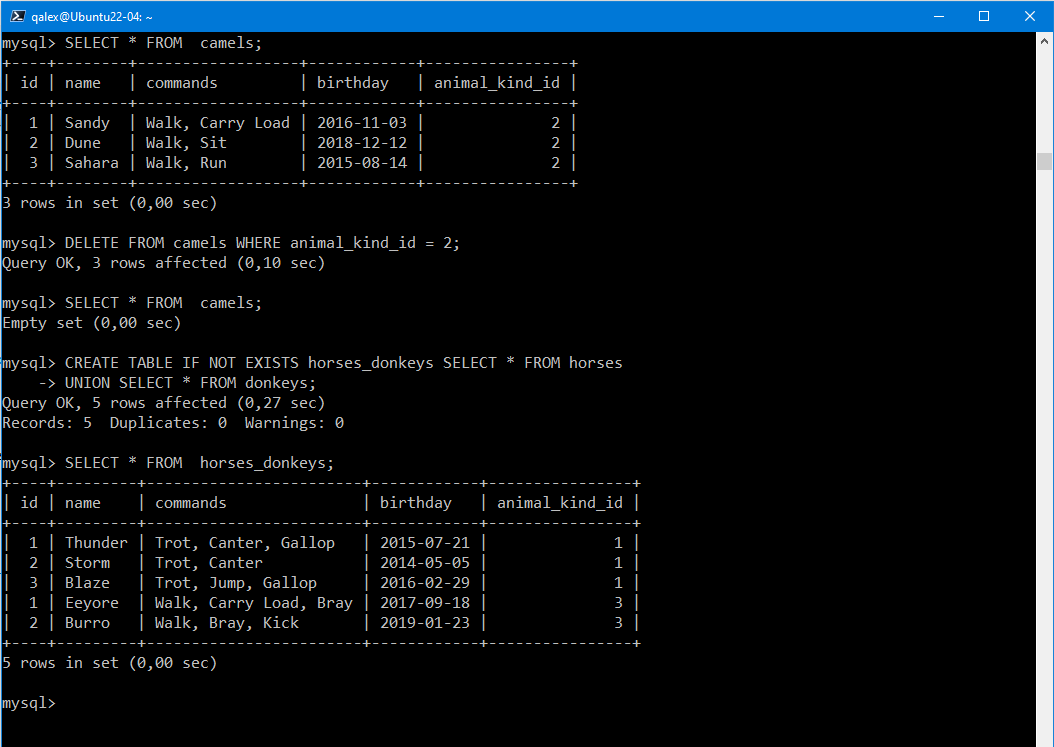 qalex@Ubuntu22-04: ~
mysql> SELECT * FROM  camels;
+----+--------+------------------+------------+----------------+
| id | name   | commands         | birthday   | animal_kind_id |
+----+--------+------------------+------------+----------------+
|  1 | Sandy  | Walk, Carry Load | 2016-11-03 |              2 |
|  2 | Dune   | Walk, Sit        | 2018-12-12 |              2 |
|  3 | Sahara | Walk, Run        | 2015-08-14 |              2 |
+----+--------+------------------+------------+----------------+
3 rows in set (0,00 sec)

mysql> DELETE FROM camels WHERE animal_kind_id = 2;
Query OK, 3 rows affected (0,10 sec)

mysql> SELECT * FROM  camels;
Empty set (0,00 sec)

mysql> CREATE TABLE IF NOT EXISTS horses_donkeys SELECT * FROM horses
    -> UNION SELECT * FROM donkeys;
Query OK, 5 rows affected (0,27 sec)
Records: 5  Duplicates: 0  Warnings: 0

mysql> SELECT * FROM  horses_donkeys;
+----+---------+------------------------+------------+----------------+
| id | name    | commands               | birthday   | animal_kind_id |
+----+---------+------------------------+------------+----------------+
|  1 | Thunder | Trot, Canter, Gallop   | 2015-07-21 |              1 |
|  2 | Storm   | Trot, Canter           | 2014-05-05 |              1 |
|  3 | Blaze   | Trot, Jump, Gallop     | 2016-02-29 |              1 |
|  1 | Eeyore  | Walk, Carry Load, Bray | 2017-09-18 |              3 |
|  2 | Burro   | Walk, Bray, Kick       | 2019-01-23 |              3 |
+----+---------+------------------------+------------+----------------+
5 rows in set (0,00 sec)

mysql>